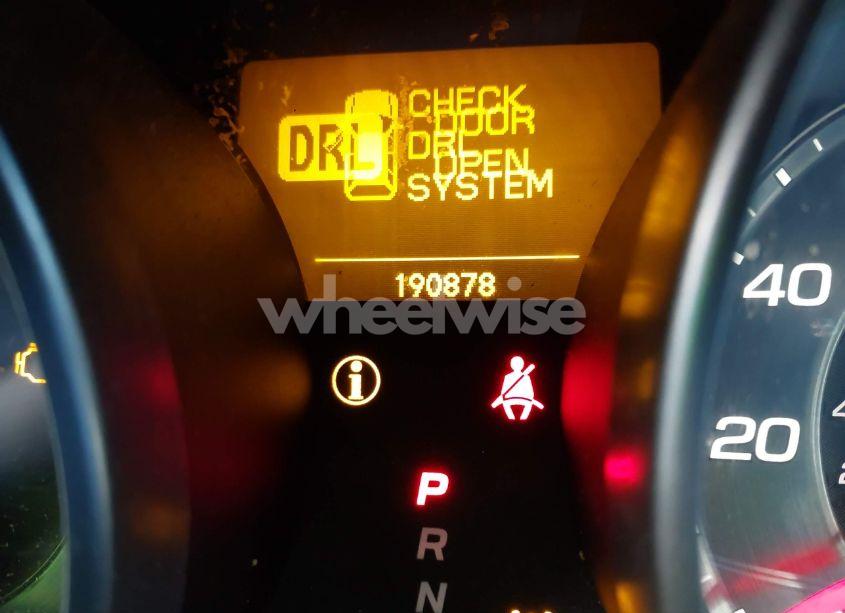 CHECK
DOOR
DRL DRL
OPEN
SYSTEM
190878
wheelwise
40
i
20
P
R
N